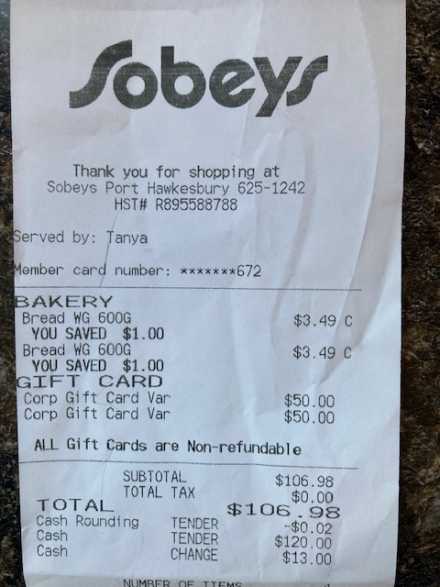 Sobeys
Thank you for shopping at
Sobeys Port Hawkesbury 625-1242
HST# R895588788
Served by: Tanya
Member card number: *******672
BAKERY
Bread WG 600G $3.49 C
YOU SAVED $1.00
Bread WG 600G $3.49 C
YOU SAVED $1.00
GIFT CARD
Corp Gift Card Var $50.00
Corp Gift Card Var $50.00
ALL Gift Cards are Non-refundable
SUBTOTAL $106.98
TOTAL TAX $0.00
TOTAL $106.98
Cash Rounding TENDER -$0.02
Cash TENDER $120.00
Cash CHANGE $13.00
NUMBER OF ITEMS